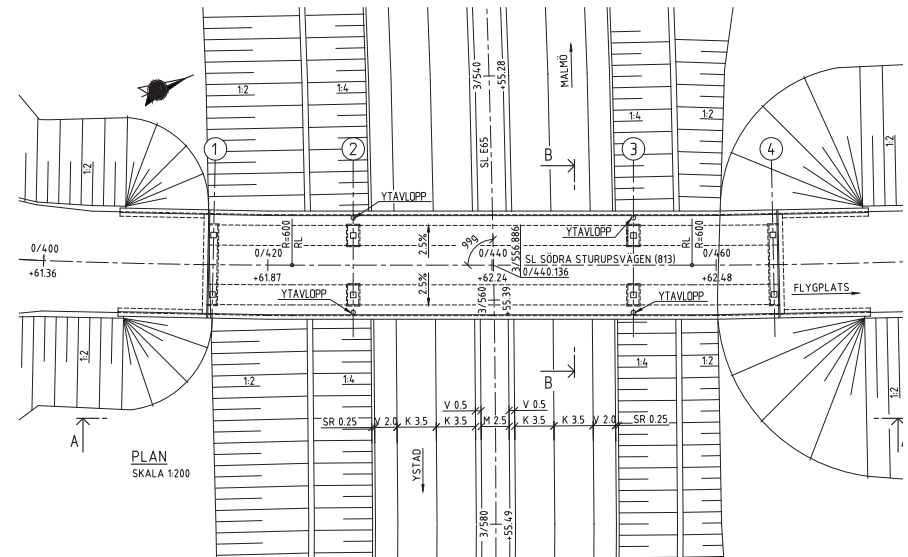 3/540
+55.28
MALMÖ
1:2
1:4
1:4
1:2
SL E65
1
2
B
3
4
1:2
YTAVLOPP
YTAVLOPP
0/400
+61.36
R=600
RL
0/420
+61.87
2.5%
2.5%
99g
0/440
+62.24
3/556.886
SL SÖDRA STURUPSVÄGEN (813)
0/440.136
RL
R=600
0/460
+62.48
FLYGPLATS
YTAVLOPP
3/560
+55.39
YTAVLOPP
1:2
1:2
1:4
B
1:4
1:2
1:2
V 0.5
V 0.5
SR 0.25
V 2.0
K 3.5
K 3.5
M 2.5
K 3.5
K 3.5
V 2.0
SR 0.25
A
A
PLAN
SKALA 1:200
YSTAD
3/580
+55.49